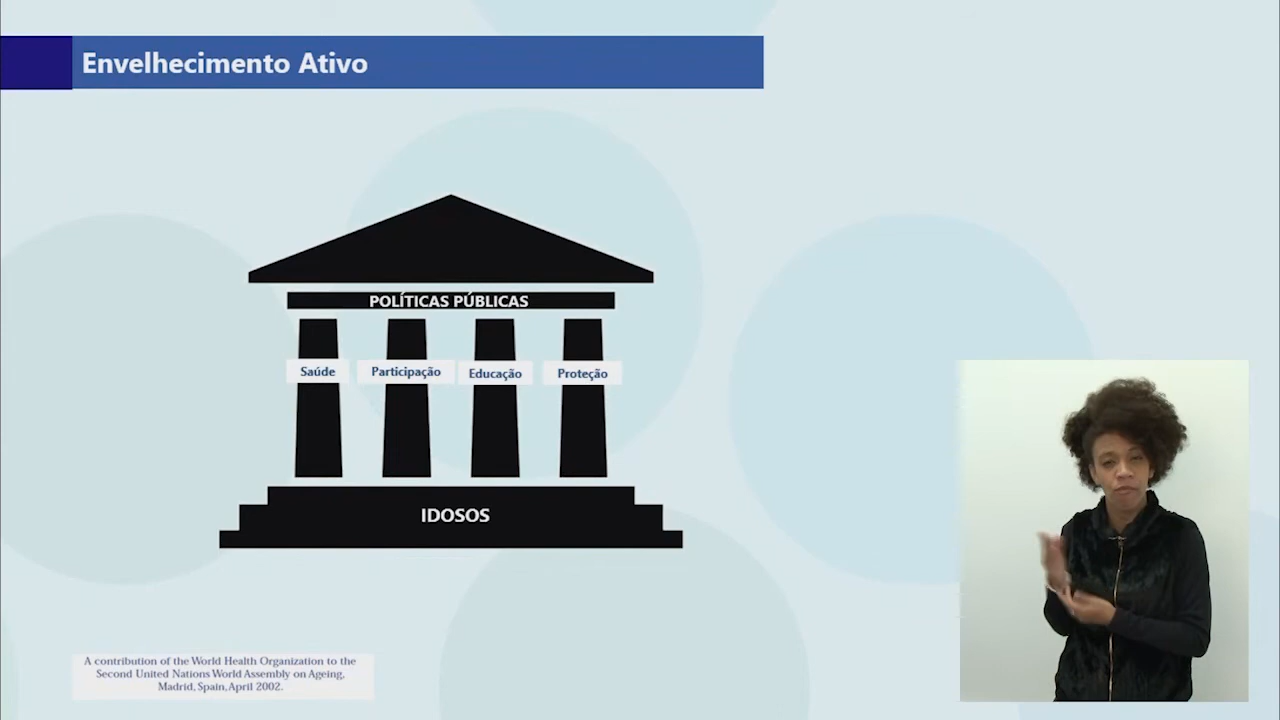 Envelhecimento Ativo
POLÍTICAS PÚBLICAS
Saúde
Participação
Educação
Proteção
IDOSOS
A contribution of the World Health Organization to the
Second United Nations World Assembly on Ageing,
Madrid, Spain, April 2002.